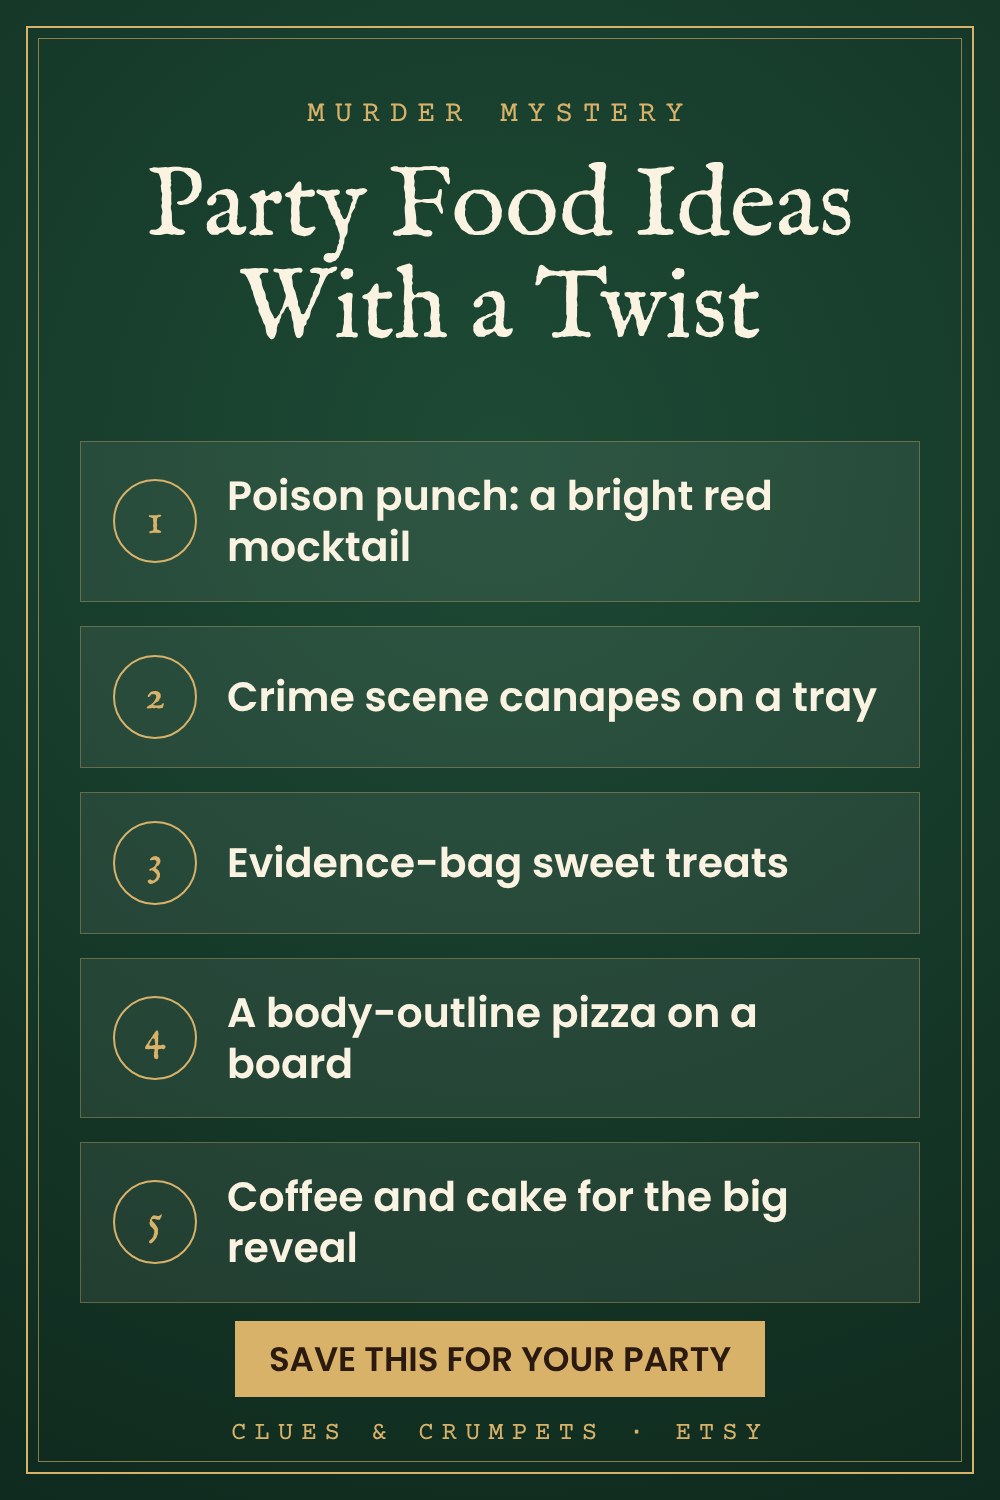 MURDER MYSTERY
Party Food Ideas
With a Twist
1
Poison punch: a bright red
mocktail
2
Crime scene canapes on a tray
3
Evidence-bag sweet treats
4
A body-outline pizza on a
board
5
Coffee and cake for the big
reveal
SAVE THIS FOR YOUR PARTY
CLUES & CRUMPETS · ETSY